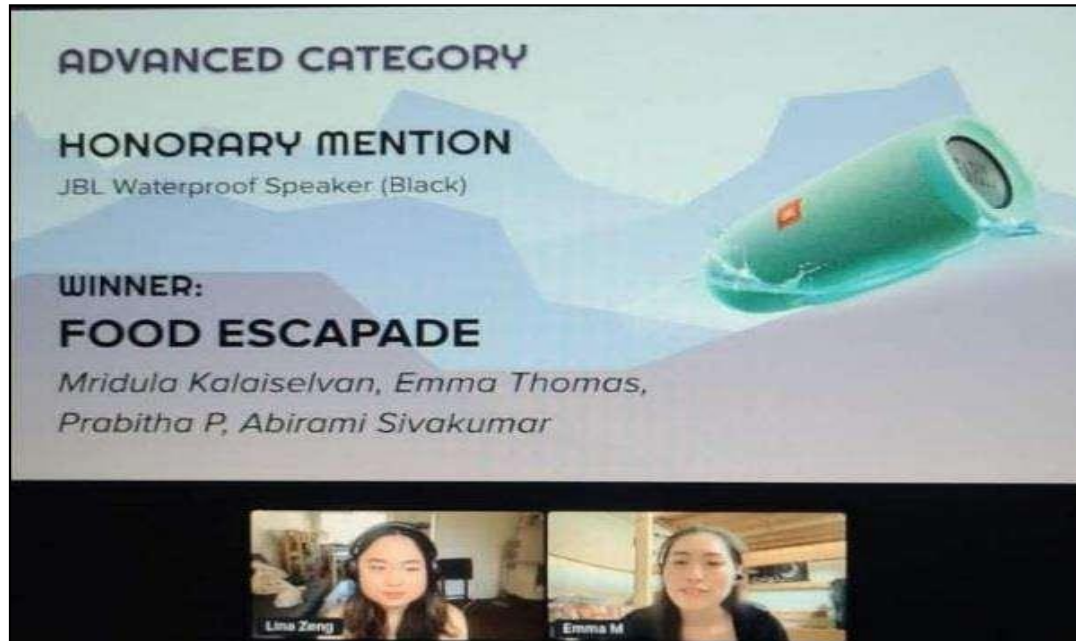 ADVANCED CATEGORY
HONORARY MENTION
JBL Waterproof Speaker (Black)
WINNER:
FOOD ESCAPADE
Mridula Kalaiselvan, Emma Thomas,
Prabitha P, Abirami Sivakumar
Lina Zeng
Emma M